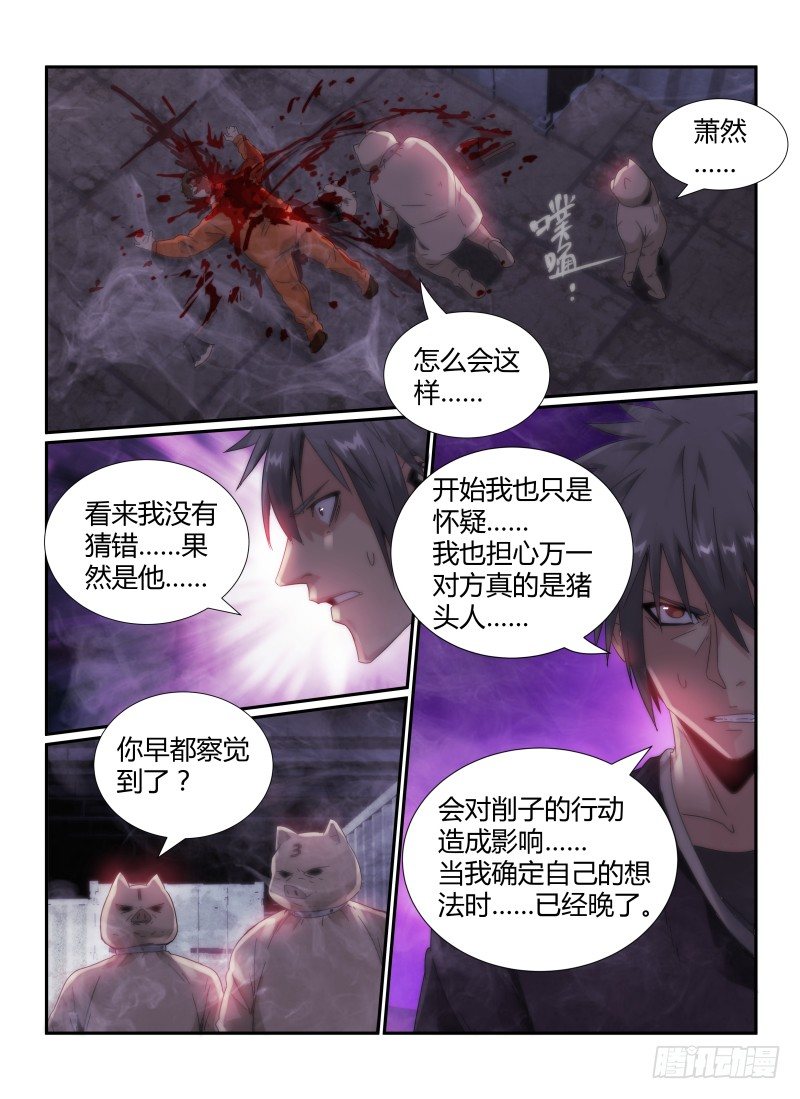 萧然
……
噗通：
怎么会这
样……
看来我没有
猜错……果
然是他……
开始我也只是
怀疑……
我也担心万一
对方真的是猪
头人……
你早都察觉
到了？
会对削子的行动
造成影响……
当我确定自己的想
法时……已经晚了。
3
腾讯动漫